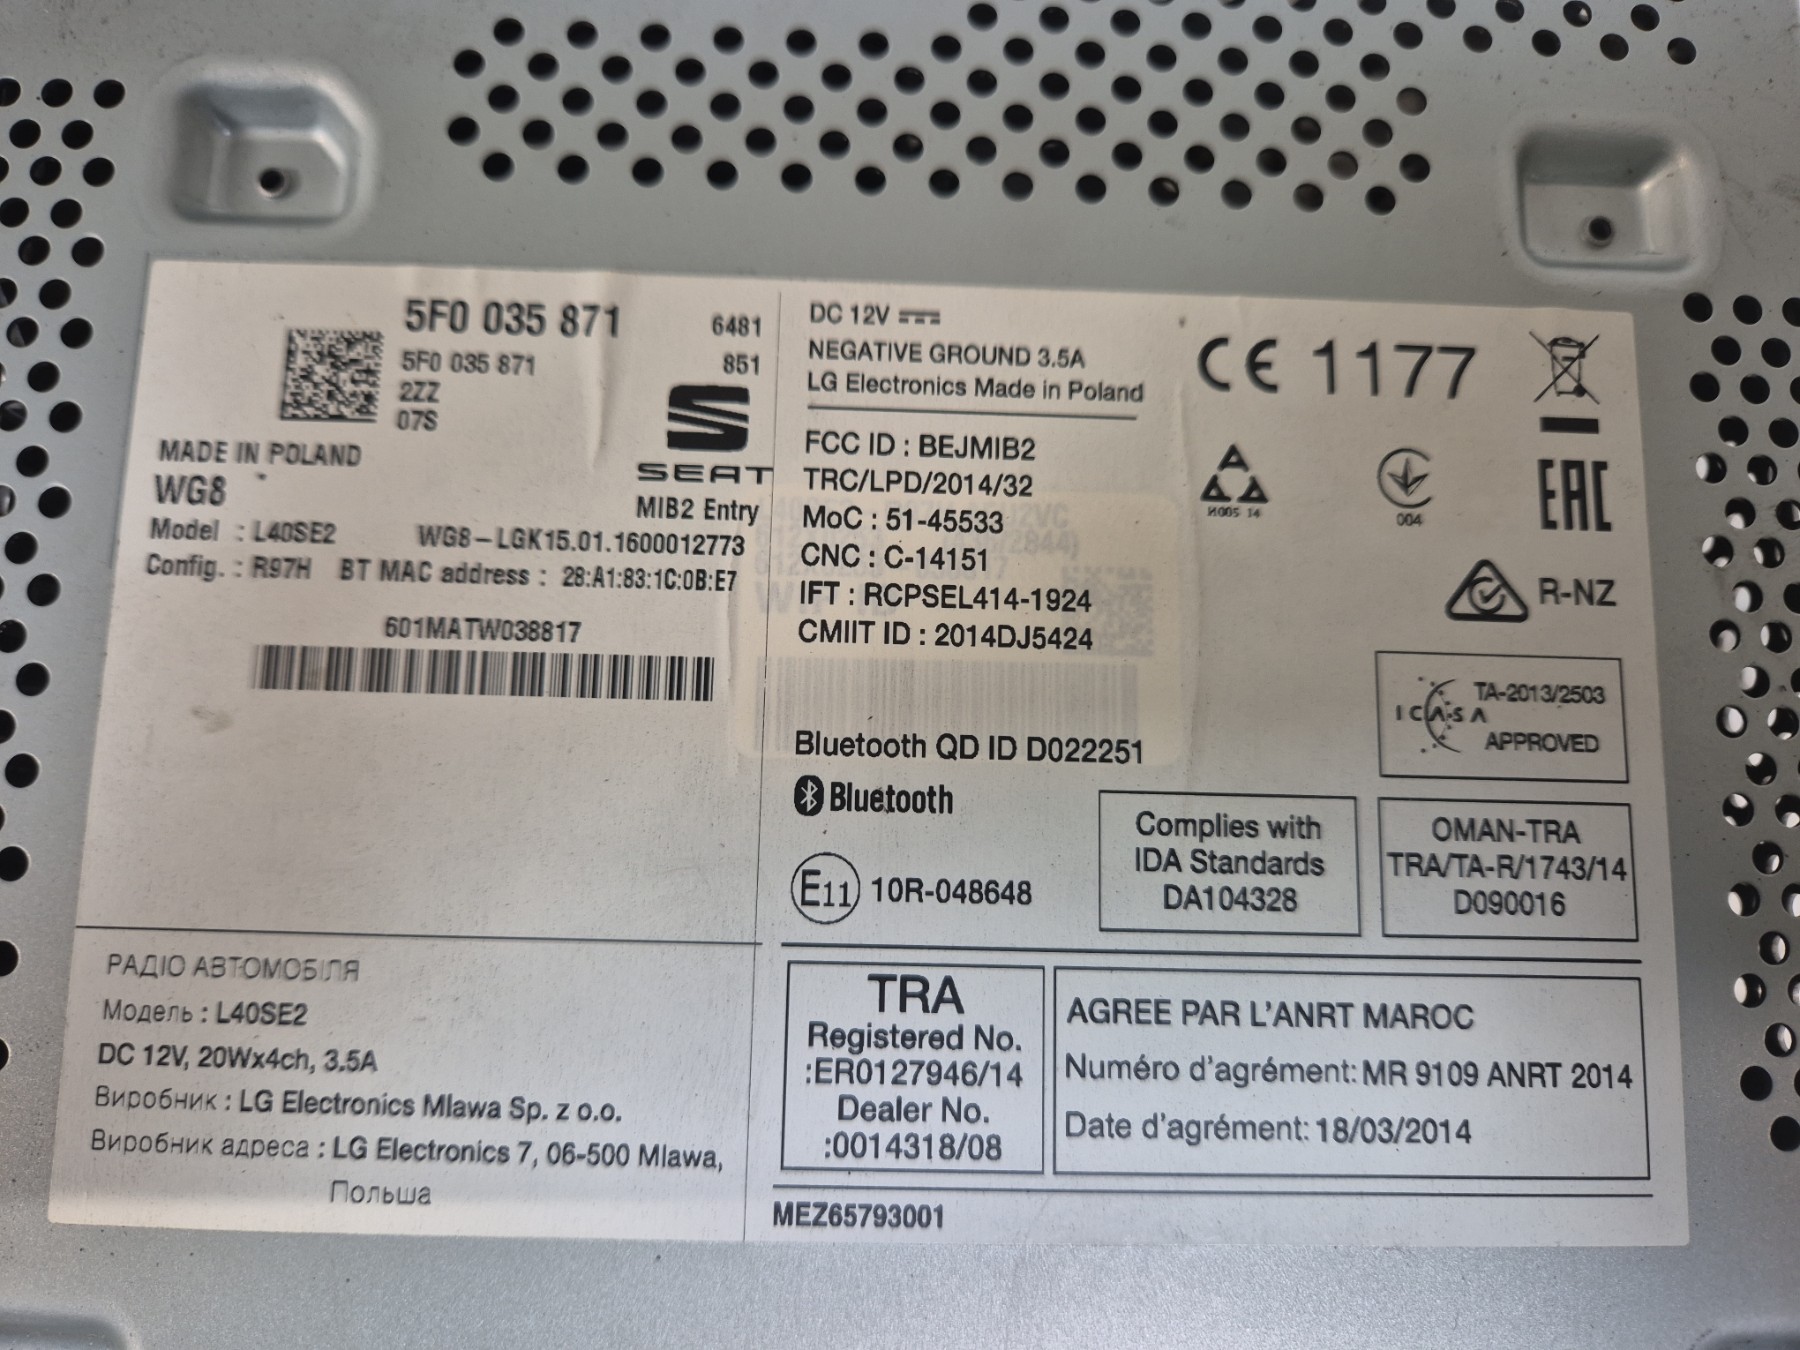 5F0 035 871
6481
5F0 035 871
851
2ZZ
07S
SEAT
MADE IN POLAND
WG8
MIB2 Entry
Model : L40SE2 WG8-LGK15.01.1600012773
Config. : R97H BT MAC address : 28:A1:83:1C:0B:E7
601MATW038817
DC 12V
NEGATIVE GROUND 3.5A
LG Electronics Made in Poland
CE 1177
FCC ID : BEJMIB2
TRC/LPD/2014/32
MoC : 51-45533
CNC : C-14151
IFT : RCPSEL414-1924
CMIIT ID : 2014DJ5424
И005 14
004
EAC
R-NZ
ICASA
TA-2013/2503
APPROVED
Bluetooth QD ID D022251
Bluetooth
E11 10R-048648
Complies with
IDA Standards
DA104328
OMAN-TRA
TRA/TA-R/1743/14
D090016
РАДІО АВТОМОБІЛЯ
Модель : L40SE2
DC 12V, 20Wx4ch, 3.5A
Виробник : LG Electronics Mlawa Sp. z o.o.
Виробник адреса : LG Electronics 7, 06-500 Mlawa,
Польша
TRA
Registered No.
:ER0127946/14
Dealer No.
:0014318/08
AGREE PAR L'ANRT MAROC
Numéro d'agrément: MR 9109 ANRT 2014
Date d'agrément: 18/03/2014
MEZ65793001